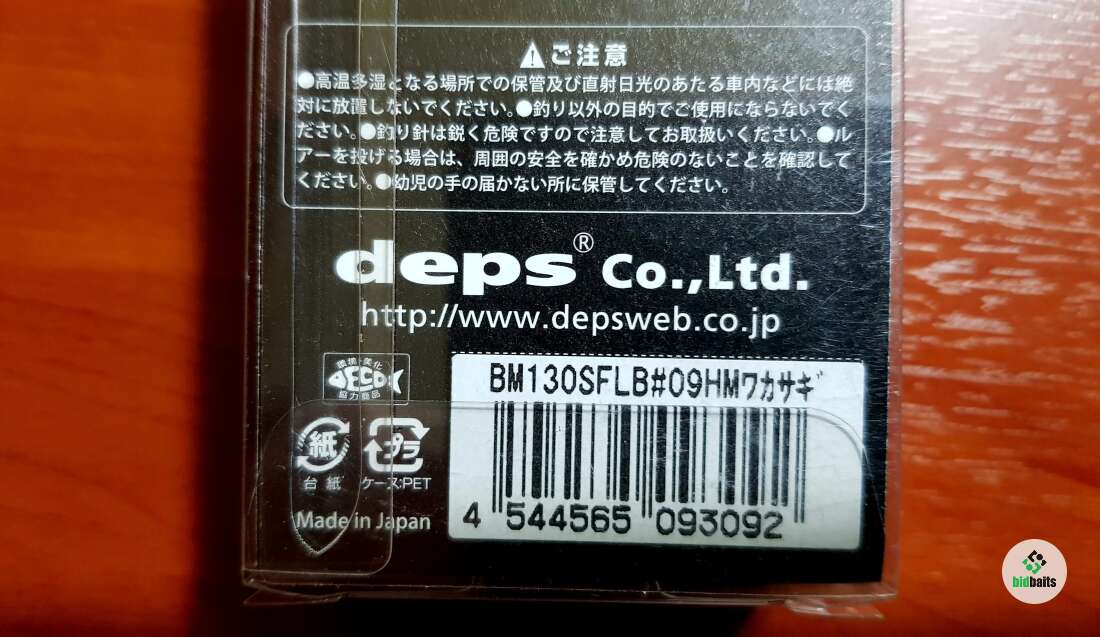 ご注意
●高温多湿となる場所での保管及び直射日光のあたる車内などには絶
対に放置しないでください。●釣り以外の目的でご使用にならないでく
ださい。●釣り針は鋭く危険ですので注意してお取扱いください。●ル
アーを投げる場合は、周囲の安全を確かめ危険のないことを確認して
ください。●幼児の手の届かない所に保管してください。
deps® Co.,Ltd.
http://www.depsweb.co.jp
環境・美化
ECO
協力商品
BM130SFLB#09HMワカサギ
紙
プラ
台紙
ケース:PET
Made in Japan
4 544565 093092
bidbaits